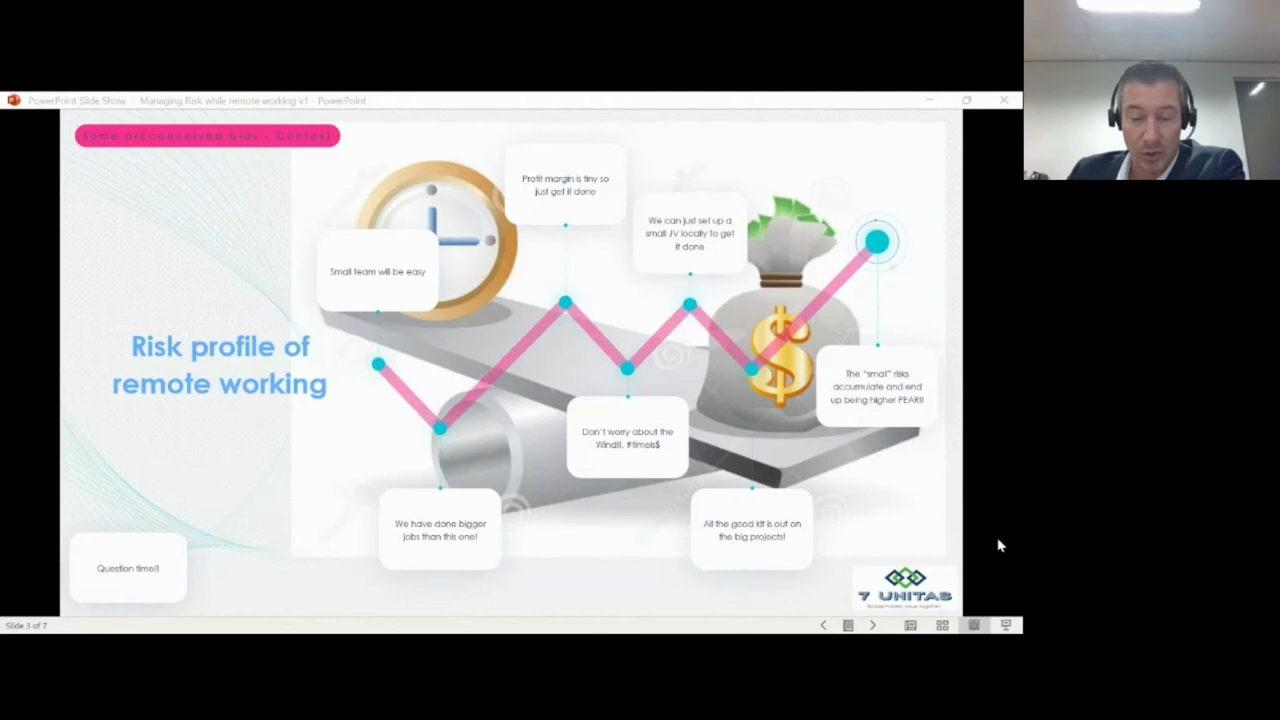 PowerPoint Slide Show - Managing Risk while remote working v1 - PowerPoint
Some preconceived bias - Context
Profit margin is tiny so
just get it done
We can just set up a
small JV locally to get
it done
Small team will be easy
Risk profile of
remote working
The "small" risks
accumulate and end
up being higher PEAR!!
Don't worry about the
Wind!!. #timeis$
We have done bigger
jobs than this one!
All the good kit is out on
the big projects!
Question time!!
7 UNITAS
Slide 3 of 7